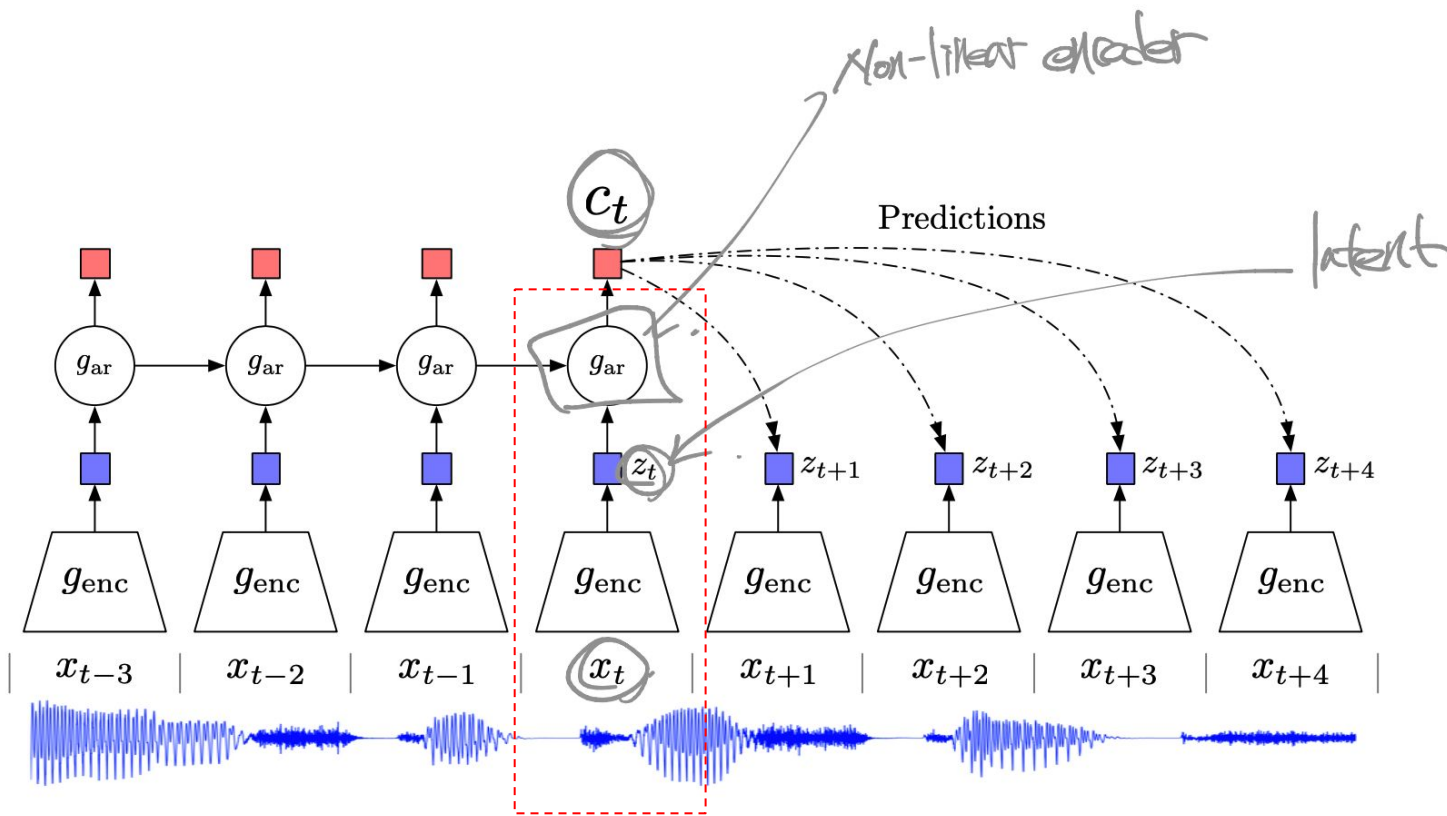 Non-linear encoder
c_t
Predictions
latent
g_ar g_ar g_ar g_ar
z_t z_{t+1} z_{t+2} z_{t+3} z_{t+4}
g_enc g_enc g_enc g_enc g_enc g_enc g_enc g_enc
| x_{t−3} | x_{t−2} | x_{t−1} | x_t | x_{t+1} | x_{t+2} | x_{t+3} | x_{t+4} |